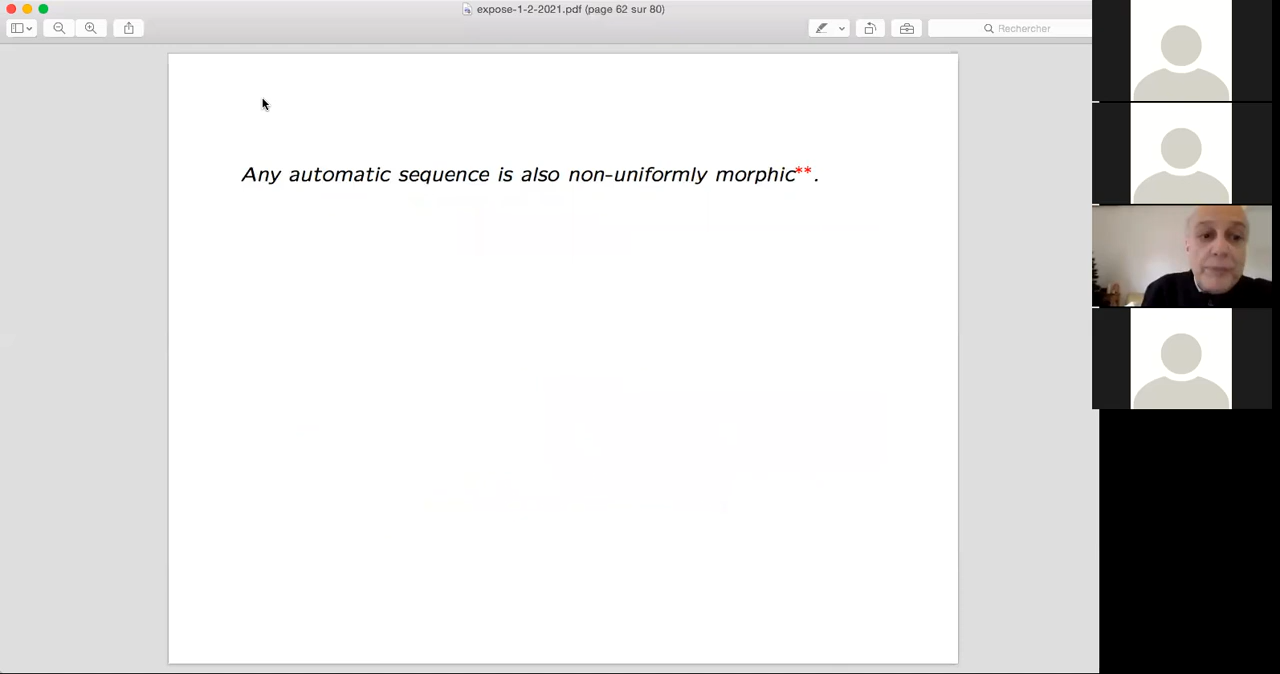 expose-1-2-2021.pdf (page 62 sur 80)
Rechercher
Any automatic sequence is also non-uniformly morphic**.